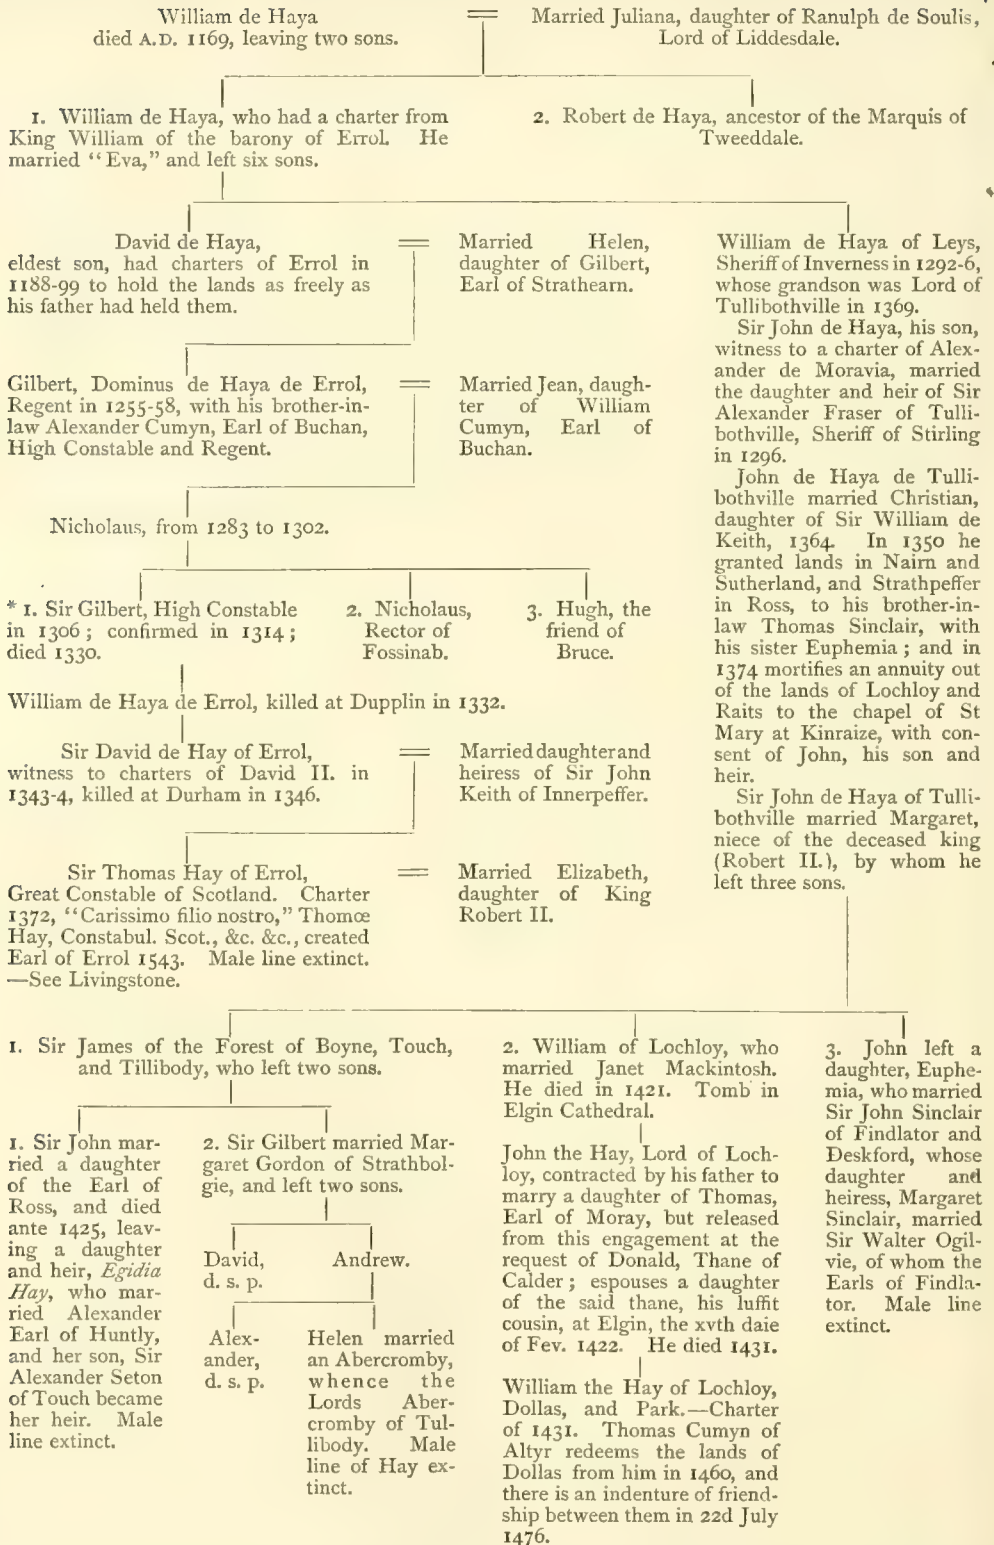 William de Haya
died A.D. 1169, leaving two sons.
Married Juliana, daughter of Ranulph de Soulis,
Lord of Liddesdale.
1. William de Haya, who had a charter from
King William of the barony of Errol. He
married "Eva," and left six sons.
2. Robert de Haya, ancestor of the Marquis of
Tweeddale.
David de Haya,
eldest son, had charters of Errol in
1188-99 to hold the lands as freely as
his father had held them.
Married Helen,
daughter of Gilbert,
Earl of Strathearn.
William de Haya of Leys,
Sheriff of Inverness in 1292-6,
whose grandson was Lord of
Tullibothville in 1369.
Sir John de Haya, his son,
witness to a charter of Alex-
ander de Moravia, married
the daughter and heir of Sir
Alexander Fraser of Tulli-
bothville, Sheriff of Stirling
in 1296.
John de Haya de Tulli-
bothville married Christian,
daughter of Sir William de
Keith, 1364. In 1350 he
granted lands in Nairn and
Sutherland, and Strathpeffer
in Ross, to his brother-in-
law Thomas Sinclair, with
his sister Euphemia; and in
1374 mortifies an annuity out
of the lands of Lochloy and
Raits to the chapel of St
Mary at Kinraize, with con-
sent of John, his son and
heir.
Sir John de Haya of Tulli-
bothville married Margaret,
niece of the deceased king
(Robert II.), by whom he
left three sons.
Gilbert, Dominus de Haya de Errol,
Regent in 1255-58, with his brother-in-
law Alexander Cumyn, Earl of Buchan,
High Constable and Regent.
Married Jean, daugh-
ter of William
Cumyn, Earl of
Buchan.
Nicholaus, from 1283 to 1302.
* 1. Sir Gilbert, High Constable
in 1306; confirmed in 1314;
died 1330.
2. Nicholaus,
Rector of
Fossinab.
3. Hugh, the
friend of
Bruce.
William de Haya de Errol, killed at Dupplin in 1332.
Sir David de Hay of Errol,
witness to charters of David II. in
1343-4, killed at Durham in 1346.
Married daughter and
heiress of Sir John
Keith of Innerpeffer.
Sir Thomas Hay of Errol,
Great Constable of Scotland. Charter
1372, "Carissimo filio nostro," Thomœ
Hay, Constabul. Scot., &c. &c., created
Earl of Errol 1543. Male line extinct.
—See Livingstone.
Married Elizabeth,
daughter of King
Robert II.
1. Sir James of the Forest of Boyne, Touch,
and Tillibody, who left two sons.
1. Sir John mar-
ried a daughter
of the Earl of
Ross, and died
ante 1425, leav-
ing a daughter
and heir, Egidia
Hay, who mar-
ried Alexander
Earl of Huntly,
and her son, Sir
Alexander Seton
of Touch became
her heir. Male
line extinct.
2. Sir Gilbert married Mar-
garet Gordon of Strathbol-
gie, and left two sons.
David,
d. s. p.
Andrew.
Alex-
ander,
d. s. p.
Helen married
an Abercromby,
whence the
Lords Aber-
cromby of Tul-
libody. Male
line of Hay ex-
tinct.
2. William of Lochloy, who
married Janet Mackintosh.
He died in 1421. Tomb in
Elgin Cathedral.
John the Hay, Lord of Loch-
loy, contracted by his father to
marry a daughter of Thomas,
Earl of Moray, but released
from this engagement at the
request of Donald, Thane of
Calder; espouses a daughter
of the said thane, his luffit
cousin, at Elgin, the xvth daie
of Fev. 1422. He died 1431.
William the Hay of Lochloy,
Dollas, and Park.—Charter
of 1431. Thomas Cumyn of
Altyr redeems the lands of
Dollas from him in 1460, and
there is an indenture of friend-
ship between them in 22d July
1476.
3. John left a
daughter, Euphe-
mia, who married
Sir John Sinclair
of Findlator and
Deskford, whose
daughter and
heiress, Margaret
Sinclair, married
Sir Walter Ogil-
vie, of whom the
Earls of Findla-
tor. Male line
extinct.